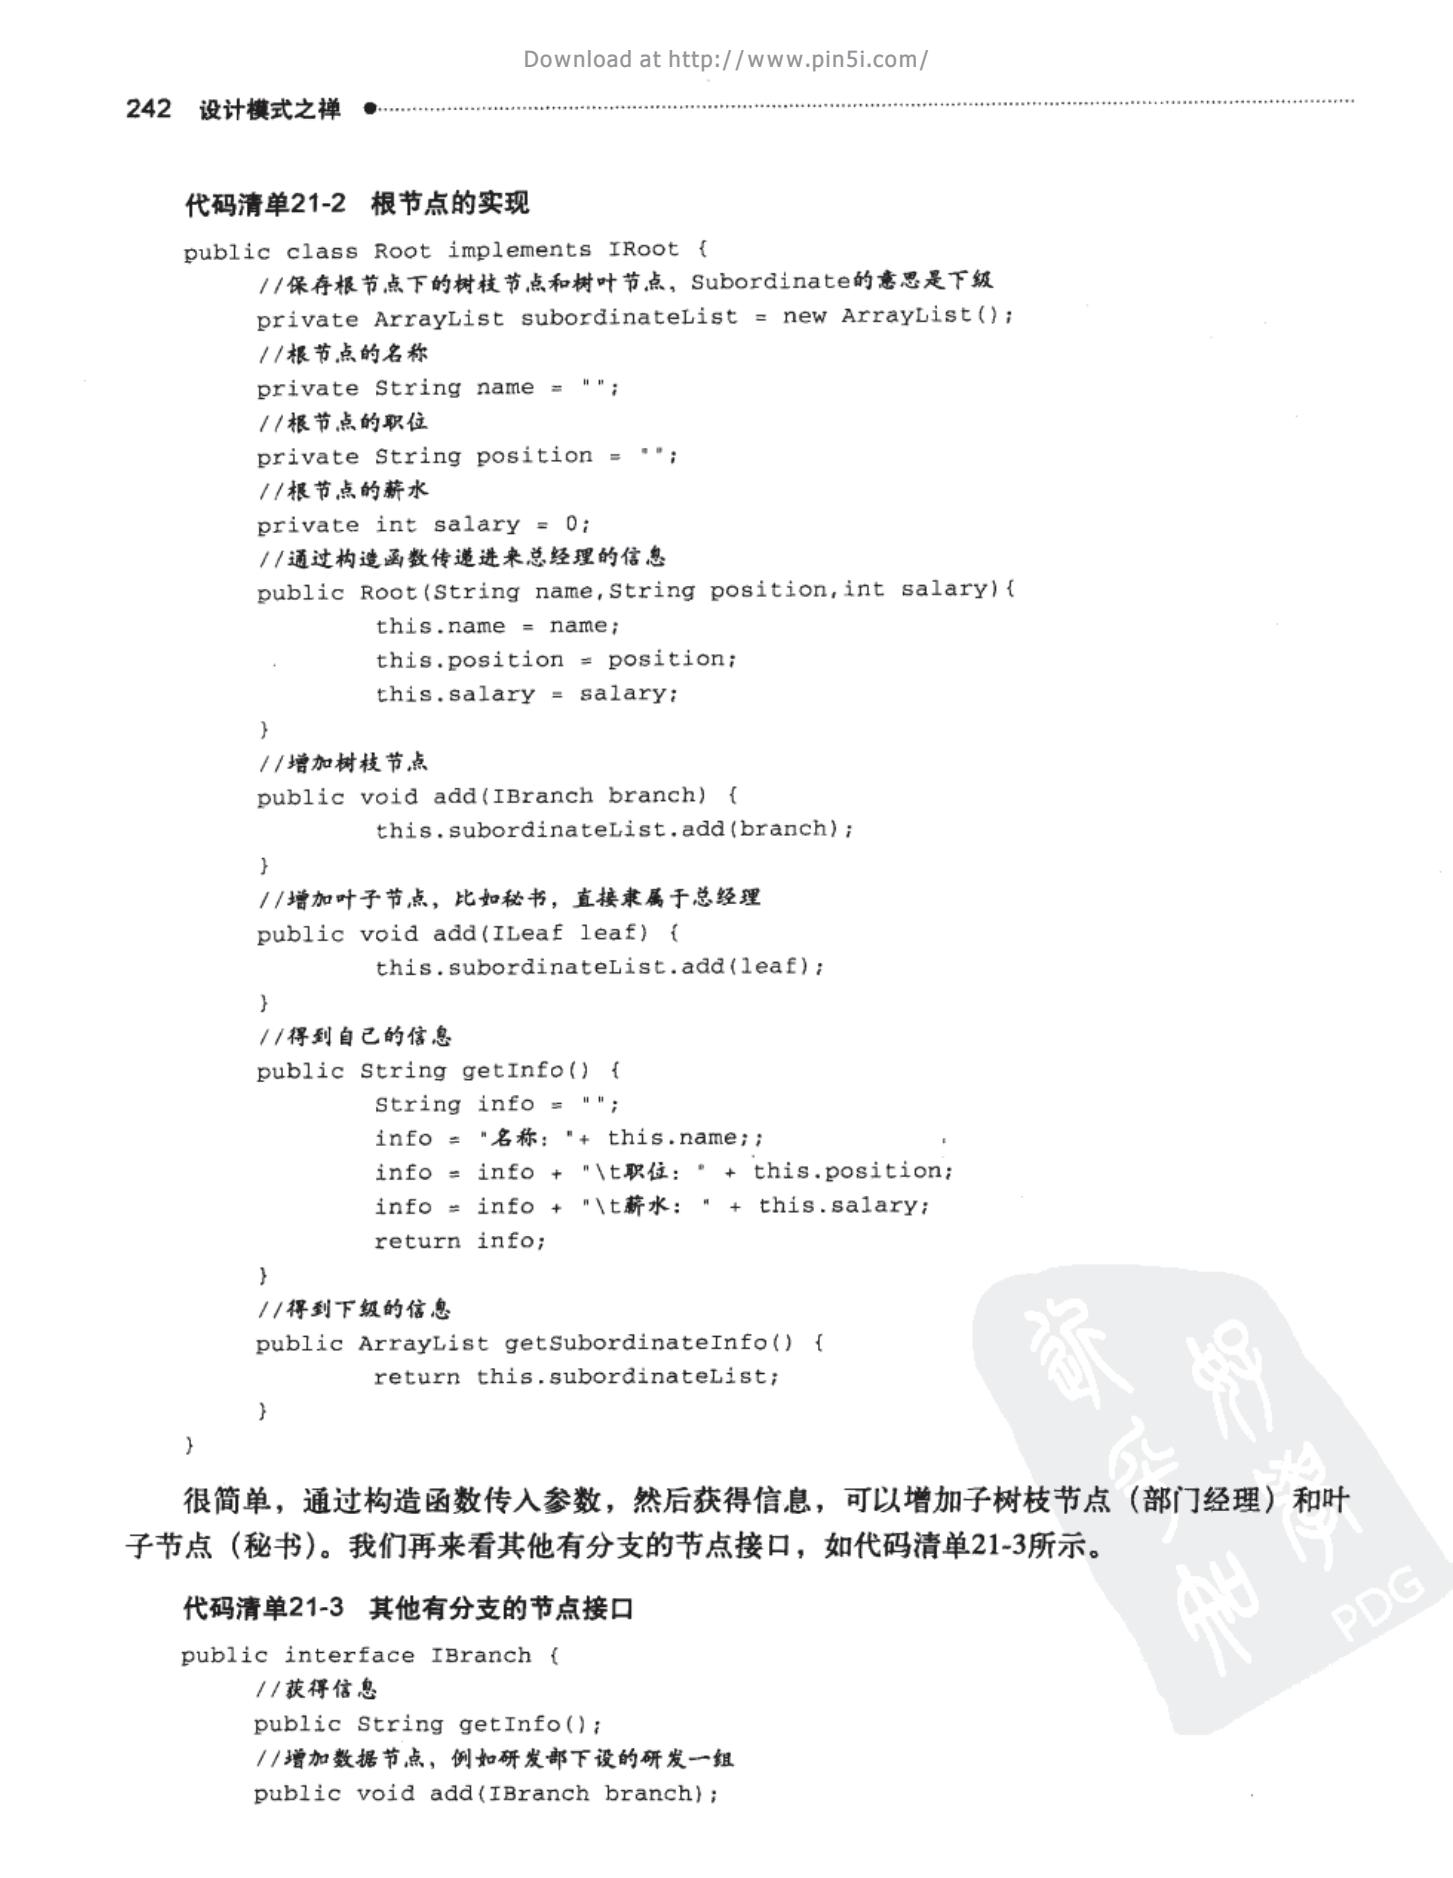 Download at http://www.pin5i.com/
242 设计模式之禅
代码清单21-2 根节点的实现
public class Root implements IRoot {
//保存根节点下的树枝节点和树叶节点，Subordinate的意思是下级
private ArrayList subordinateList = new ArrayList();
//根节点的名称
private String name = "";
//根节点的职位
private String position = "";
//根节点的薪水
private int salary = 0;
//通过构造函数传递进来总经理的信息
public Root(String name,String position,int salary){
this.name = name;
this.position = position;
this.salary = salary;
}
//增加树枝节点
public void add(IBranch branch) {
this.subordinateList.add(branch);
}
//增加叶子节点，比如秘书，直接隶属于总经理
public void add(ILeaf leaf) {
this.subordinateList.add(leaf);
}
//得到自己的信息
public String getInfo() {
String info = "";
info = "名称："+ this.name;;
info = info + "\t职位：" + this.position;
info = info + "\t薪水：" + this.salary;
return info;
}
//得到下级的信息
public ArrayList getSubordinateInfo() {
return this.subordinateList;
}
}
很简单，通过构造函数传入参数，然后获得信息，可以增加子树枝节点（部门经理）和叶
子节点（秘书）。我们再来看其他有分支的节点接口，如代码清单21-3所示。
代码清单21-3 其他有分支的节点接口
public interface IBranch {
//获得信息
public String getInfo();
//增加数据节点，例如研发部下设的研发一组
public void add(IBranch branch);
PDG